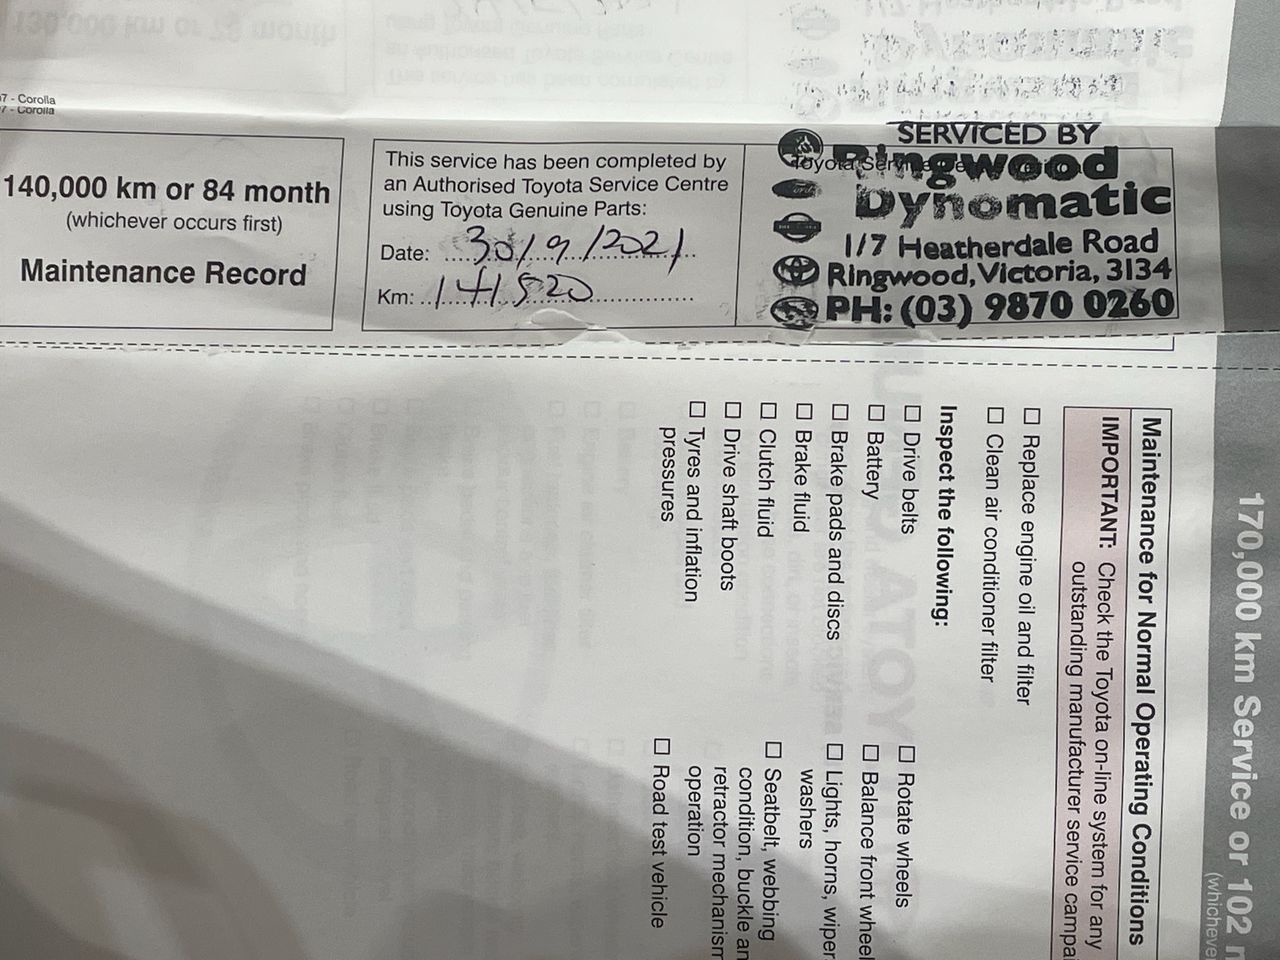 7 - Corolla
7 - Corolla
140,000 km or 84 month
(whichever occurs first)
Maintenance Record
This service has been completed by
an Authorised Toyota Service Centre
using Toyota Genuine Parts:
Date: 30/9/2021
Km: 141520
SERVICED BY
Ringwood
Dynomatic
1/7 Heatherdale Road
Ringwood, Victoria, 3134
PH: (03) 9870 0260
170,000 km Service or 102
(whichever
Maintenance for Normal Operating Conditions
IMPORTANT: Check the Toyota on-line system for any
outstanding manufacturer service campa
☐ Replace engine oil and filter
☐ Clean air conditioner filter
Inspect the following:
☐ Drive belts
☐ Battery
☐ Brake pads and discs
☐ Brake fluid
☐ Clutch fluid
☐ Drive shaft boots
☐ Tyres and inflation
pressures
☐ Rotate wheels
☐ Balance front wheel
☐ Lights, horns, wiper
washers
☐ Seatbelt, webbing
condition, buckle an
retractor mechanism
operation
☐ Road test vehicle